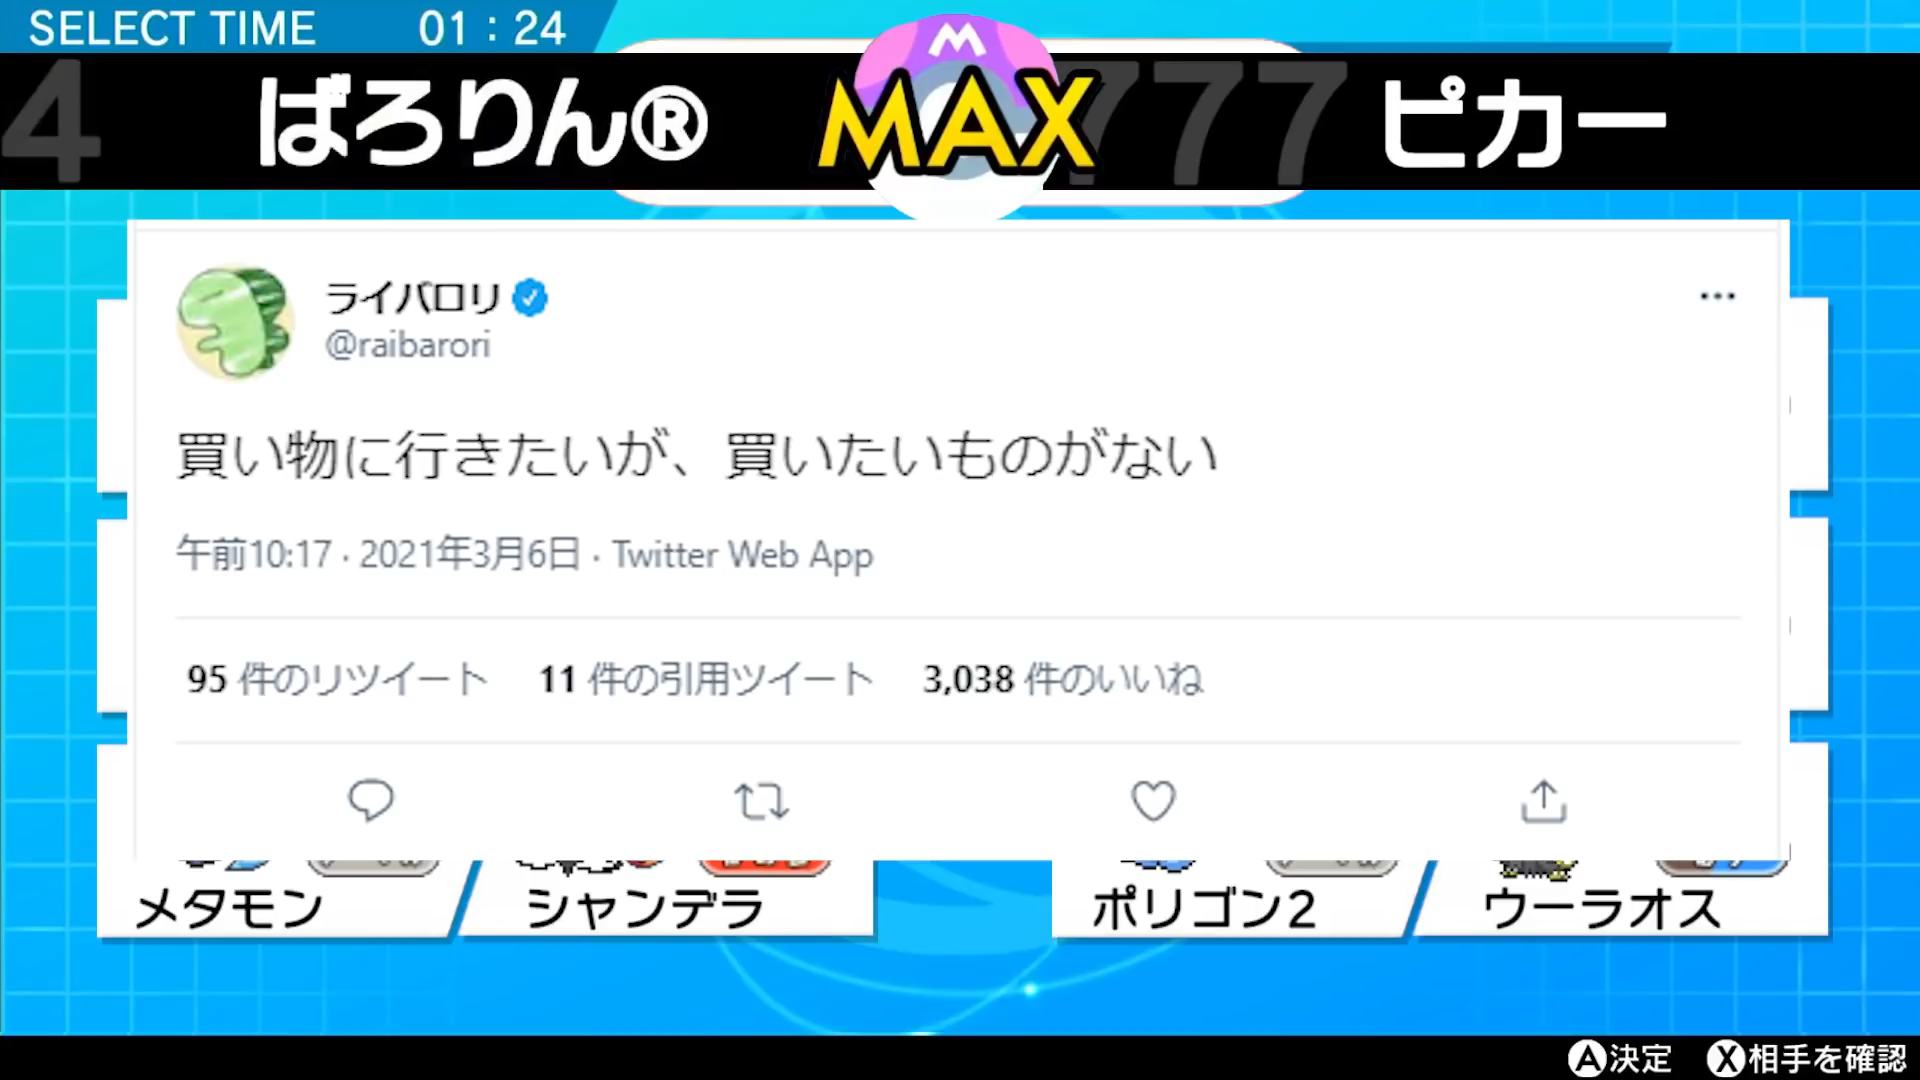 SELECT TIME 01:24
4 ばろりん® MAX 777 ピカー
ライバロリ
@raibarori
買い物に行きたいが、買いたいものがない
午前10:17 · 2021年3月6日 · Twitter Web App
95 件のリツイート 11 件の引用ツイート 3,038 件のいいね
メタモン シャンデラ ポリゴン2 ウーラオス
A決定 X相手を確認